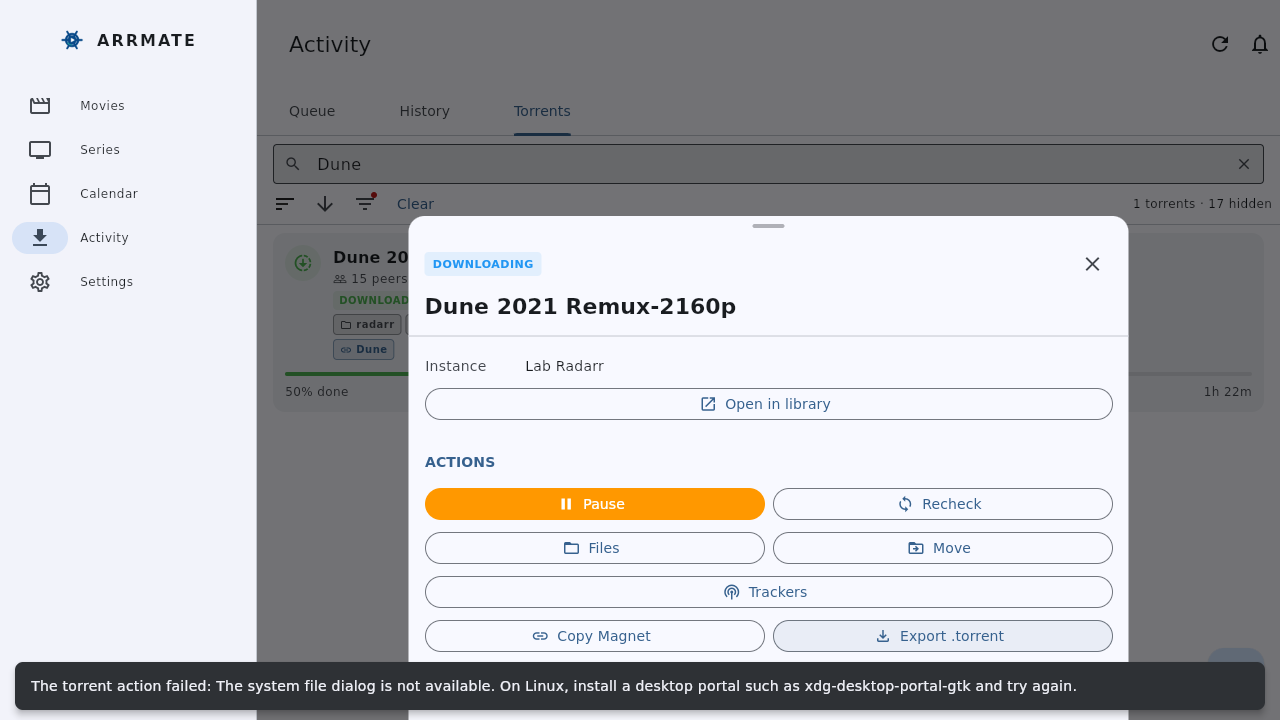 ARRMATE
Movies
Series
Calendar
Activity
Settings
Activity
Queue
History
Torrents
Dune
Clear
1 torrents · 17 hidden
Dune 20
15 peers
DOWNLOAD
radarr
Dune
50% done
1h 22m
DOWNLOADING
Dune 2021 Remux-2160p
Instance Lab Radarr
Open in library
ACTIONS
Pause
Recheck
Files
Move
Trackers
Copy Magnet
Export .torrent
The torrent action failed: The system file dialog is not available. On Linux, install a desktop portal such as xdg-desktop-portal-gtk and try again.